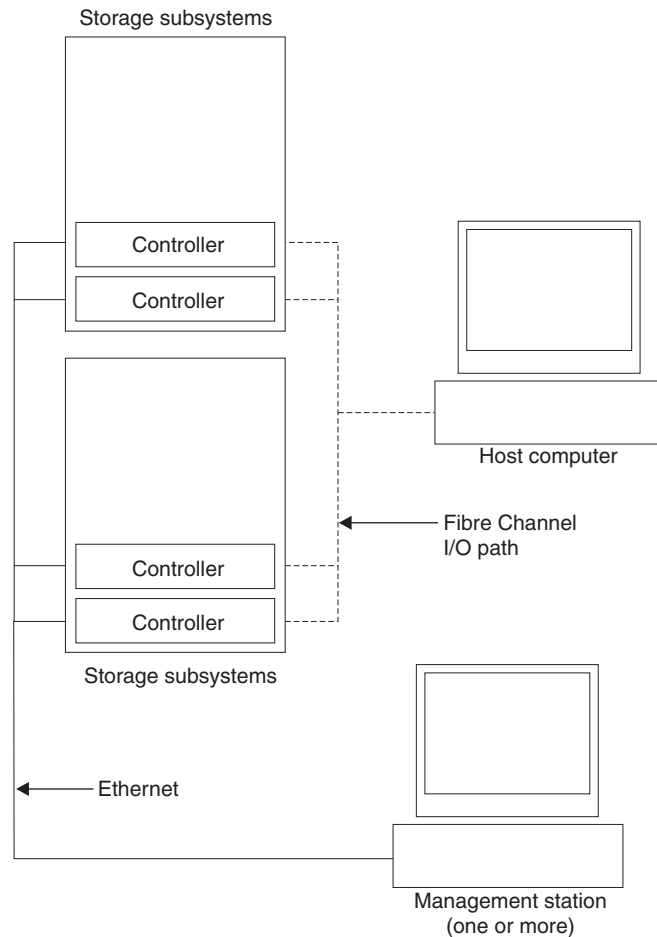 Storage subsystems
Controller
Controller
Host computer
Fibre Channel
I/O path
Controller
Controller
Storage subsystems
Ethernet
Management station
(one or more)